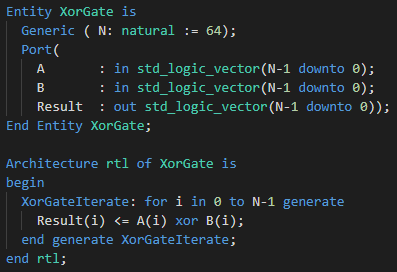 Entity XorGate is
  Generic ( N: natural := 64);
  Port(
    A       : in std_logic_vector(N-1 downto 0);
    B       : in std_logic_vector(N-1 downto 0);
    Result  : out std_logic_vector(N-1 downto 0));
End Entity XorGate;

Architecture rtl of XorGate is
begin
  XorGateIterate: for i in 0 to N-1 generate
    Result(i) <= A(i) xor B(i);
  end generate XorGateIterate;
end rtl;